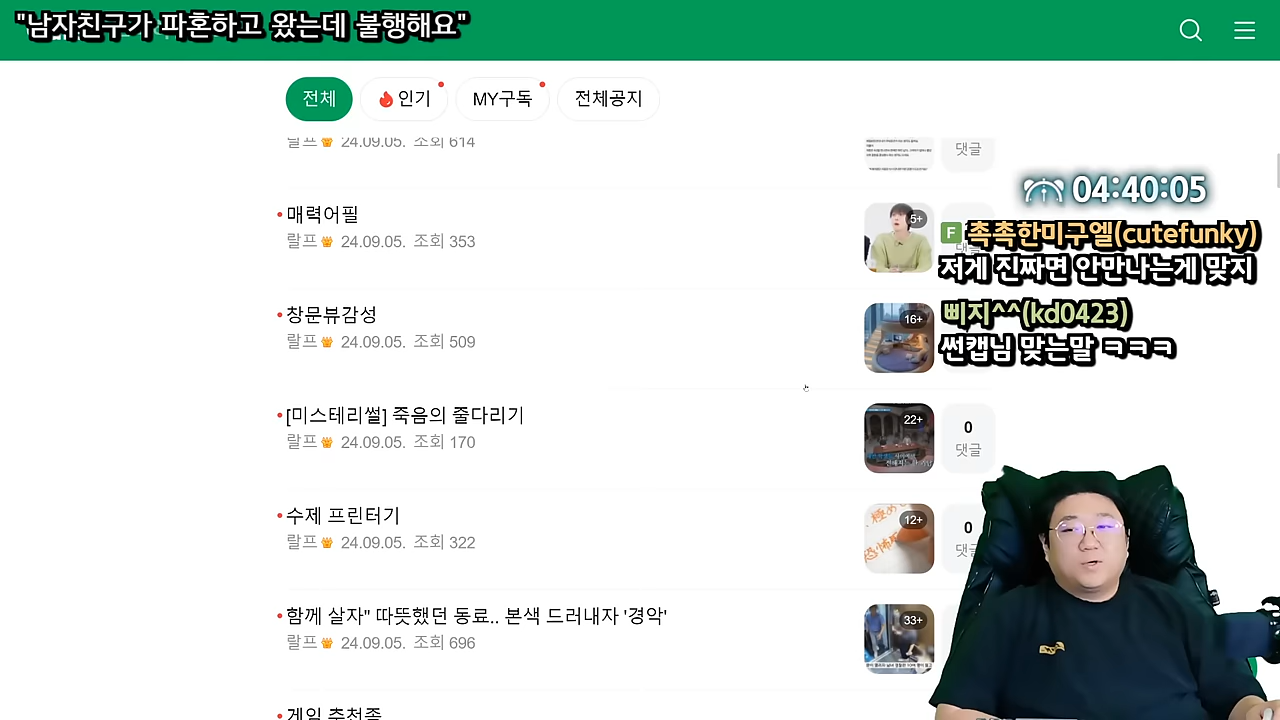 "남자친구가 파혼하고 왔는데 불행해요"
전체
인기
MY구독
전체공지
랄프 24.09.05. 조회 614
댓글
04:40:05
매력어필
랄프 24.09.05. 조회 353
5+
F 촉촉한미구엘(cutefunky)
저게 진짜면 안만나는게 맞지
삐지^^(kd0423)
썬캡님 맞는말 ㅋㅋㅋ
창문뷰감성
랄프 24.09.05. 조회 509
16+
[미스테리썰] 죽음의 줄다리기
랄프 24.09.05. 조회 170
22+
0
댓글
수제 프린터기
랄프 24.09.05. 조회 322
12+
0
댓글
함께 살자" 따뜻했던 동료.. 본색 드러내자 '경악'
랄프 24.09.05. 조회 696
33+
게임 추천좀